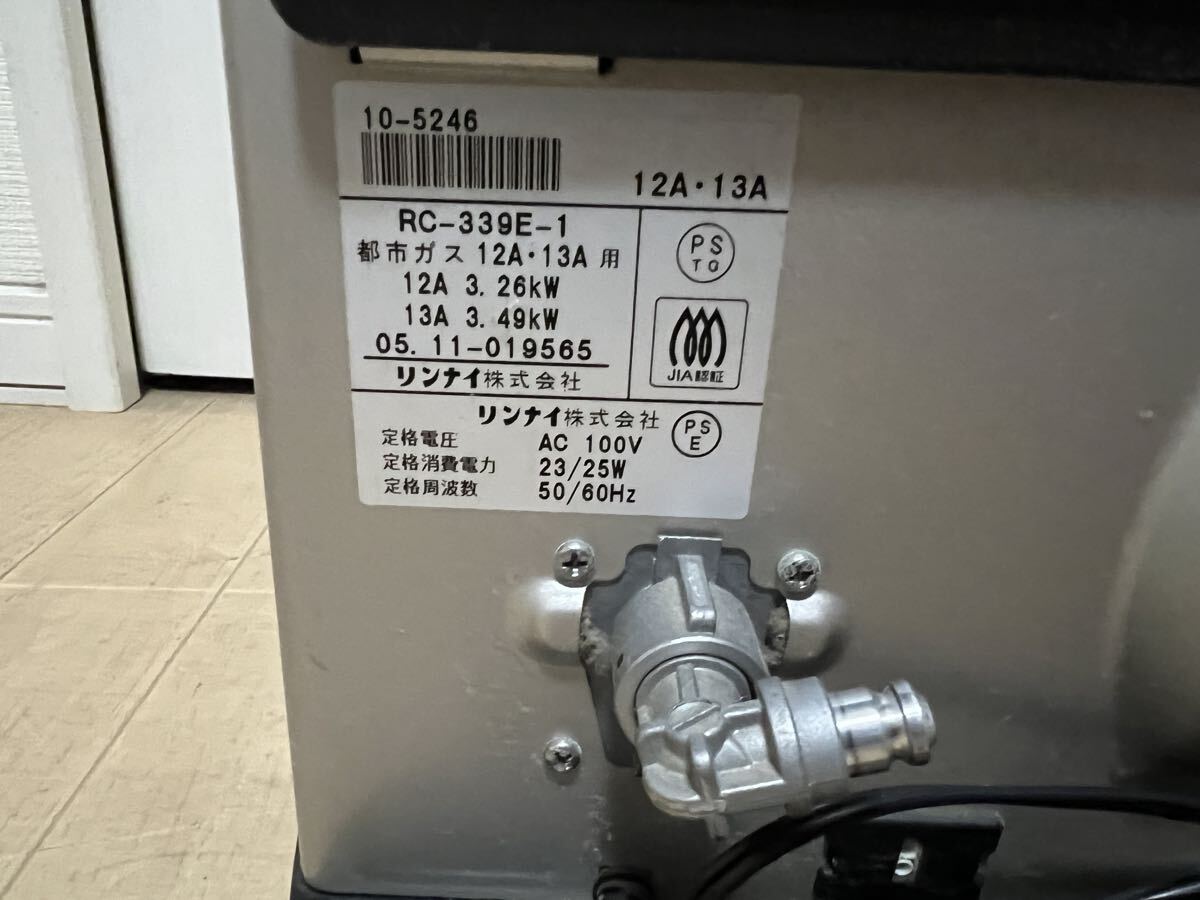 10-5246
12A・13A
RC-339E-1
都市ガス 12A・13A 用
12A 3.26kW
13A 3.49kW
05.11-019565
リンナイ株式会社
PS
TG
JIA認証
リンナイ株式会社
PS
E
定格電圧 AC 100V
定格消費電力 23/25W
定格周波数 50/60Hz
5